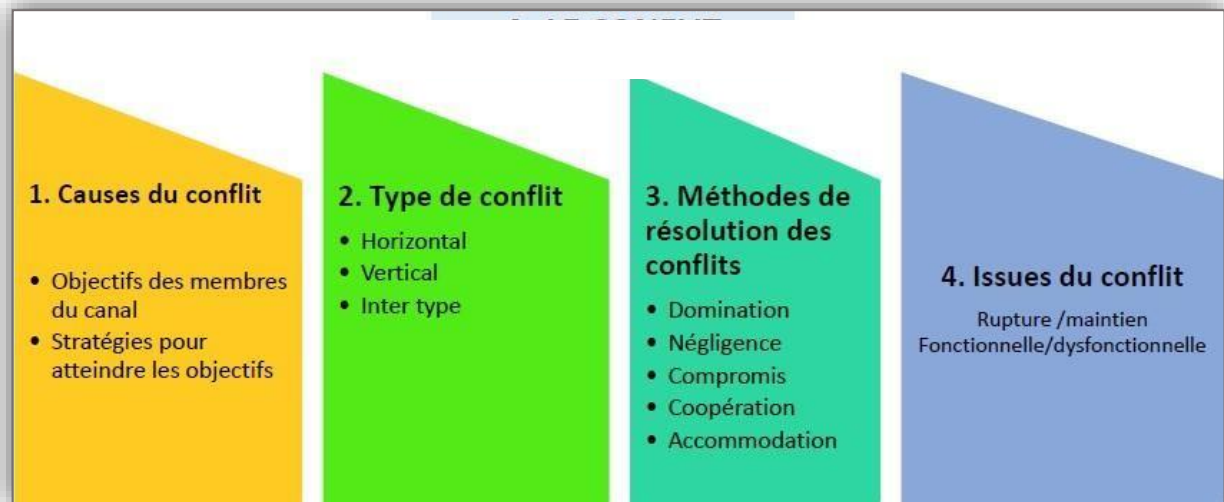 1. Causes du conflit
• Objectifs des membres
du canal
• Stratégies pour
atteindre les objectifs
2. Type de conflit
• Horizontal
• Vertical
• Inter type
3. Méthodes de
résolution des
conflits
• Domination
• Négligence
• Compromis
• Coopération
• Accommodation
4. Issues du conflit
Rupture /maintien
Fonctionnelle/dysfonctionnelle